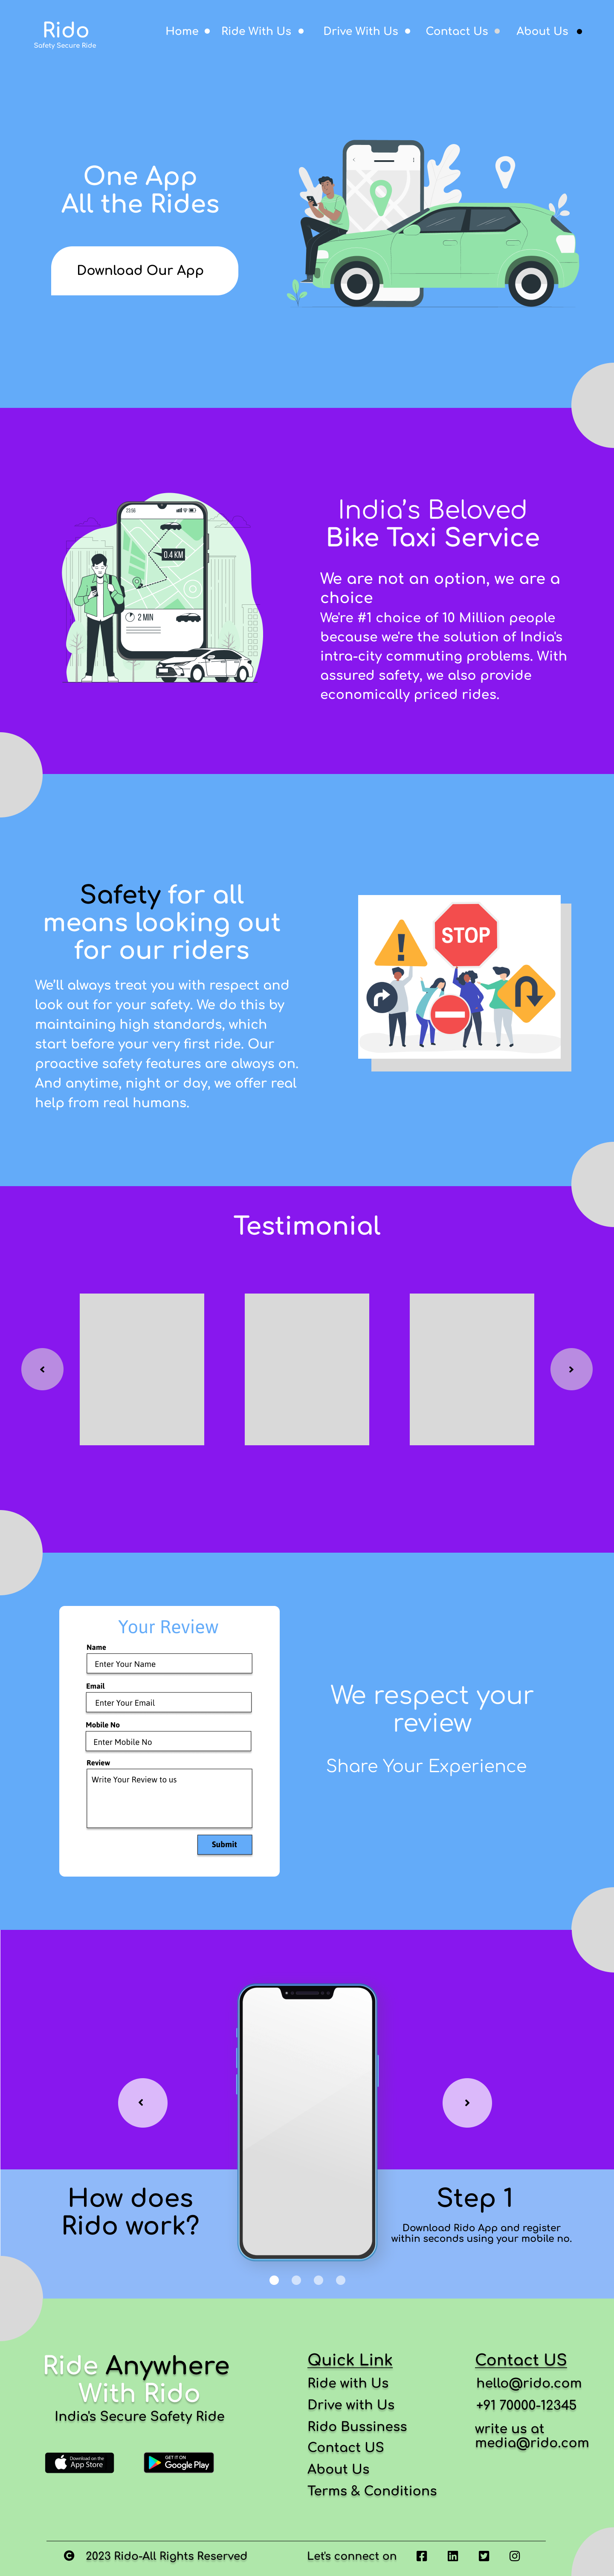 Rido
Safety Secure Ride
Home
Ride With Us
Drive With Us
Contact Us
About Us
One App
All the Rides
Download Our App
23:56
0.4 KM
2 MIN
India's Beloved
Bike Taxi Service
We are not an option, we are a
choice
We're #1 choice of 10 Million people
because we're the solution of India's
intra-city commuting problems. With
assured safety, we also provide
economically priced rides.
Safety for all
means looking out
for our riders
We'll always treat you with respect and
look out for your safety. We do this by
maintaining high standards, which
start before your very first ride. Our
proactive safety features are always on.
And anytime, night or day, we offer real
help from real humans.
STOP
Testimonial
Your Review
Name
Enter Your Name
Email
Enter Your Email
Mobile No
Enter Mobile No
Review
Write Your Review to us
Submit
We respect your
review
Share Your Experience
How does
Rido work?
Step 1
Download Rido App and register
within seconds using your mobile no.
Ride Anywhere
With Rido
India's Secure Safety Ride
Download on the
App Store
GET IT ON
Google Play
Quick Link
Ride with Us
Drive with Us
Rido Bussiness
Contact US
About Us
Terms & Conditions
Contact US
hello@rido.com
+91 70000-12345
write us at
media@rido.com
© 2023 Rido-All Rights Reserved
Let's connect on